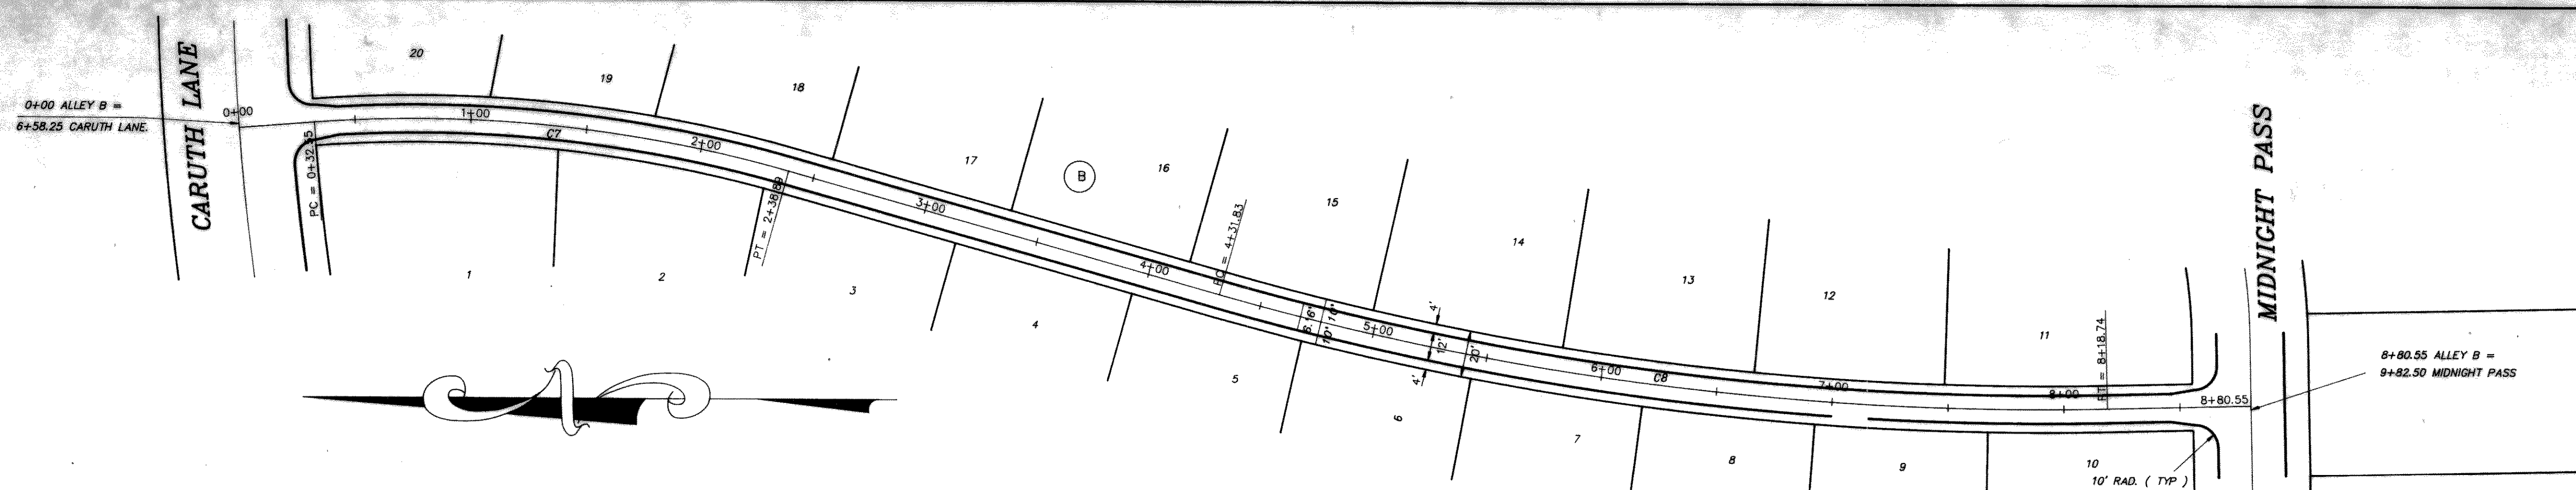 20
19
18
17
16
15
14
13
12
11
CARUTH LANE
0+00 ALLEY B =
6+58.25 CARUTH LANE.
0+00
1+00
C7
2+00
3+00
4+00
5+00
6+00
C8
7+00
8+00
8+80.55
PC = 0+32.55
PT = 2+38.89
B
PC = 4+31.83
6' 6'
10' 10'
4'
12'
20'
4'
PT = 8+18.74
MIDNIGHT PASS
8+80.55 ALLEY B =
9+82.50 MIDNIGHT PASS
1
2
3
4
5
6
7
8
9
10
10' RAD. ( TYP )